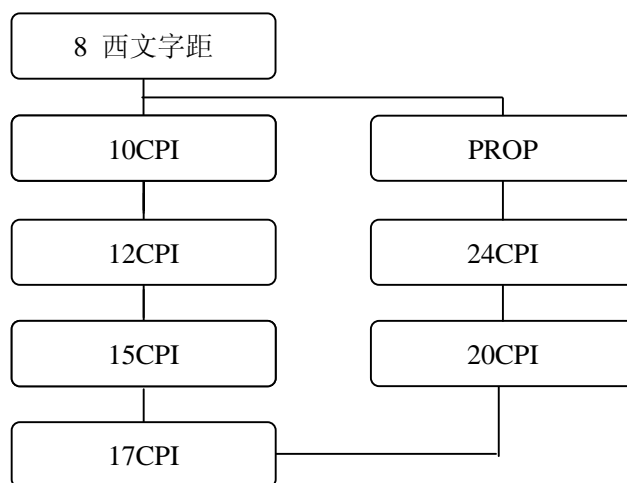 8 西文字距
10CPI
PROP
12CPI
24CPI
15CPI
20CPI
17CPI